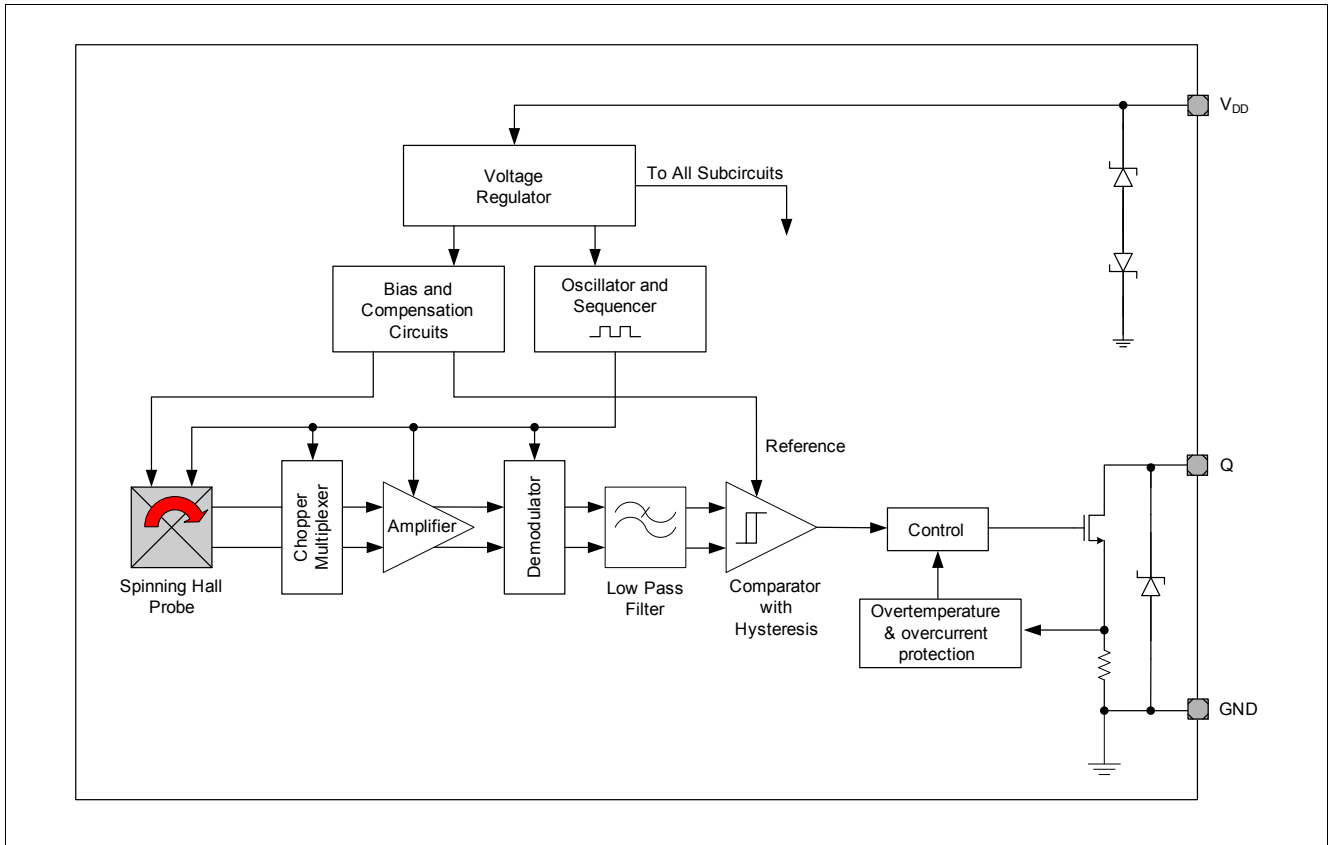 V_DD
Voltage
Regulator
To All Subcircuits
Bias and
Compensation
Circuits
Oscillator and
Sequencer
Reference
Q
Chopper
Multiplexer
Amplifier
Demodulator
Control
Spinning Hall
Probe
Low Pass
Filter
Comparator
with
Hysteresis
Overtemperature
& overcurrent
protection
GND